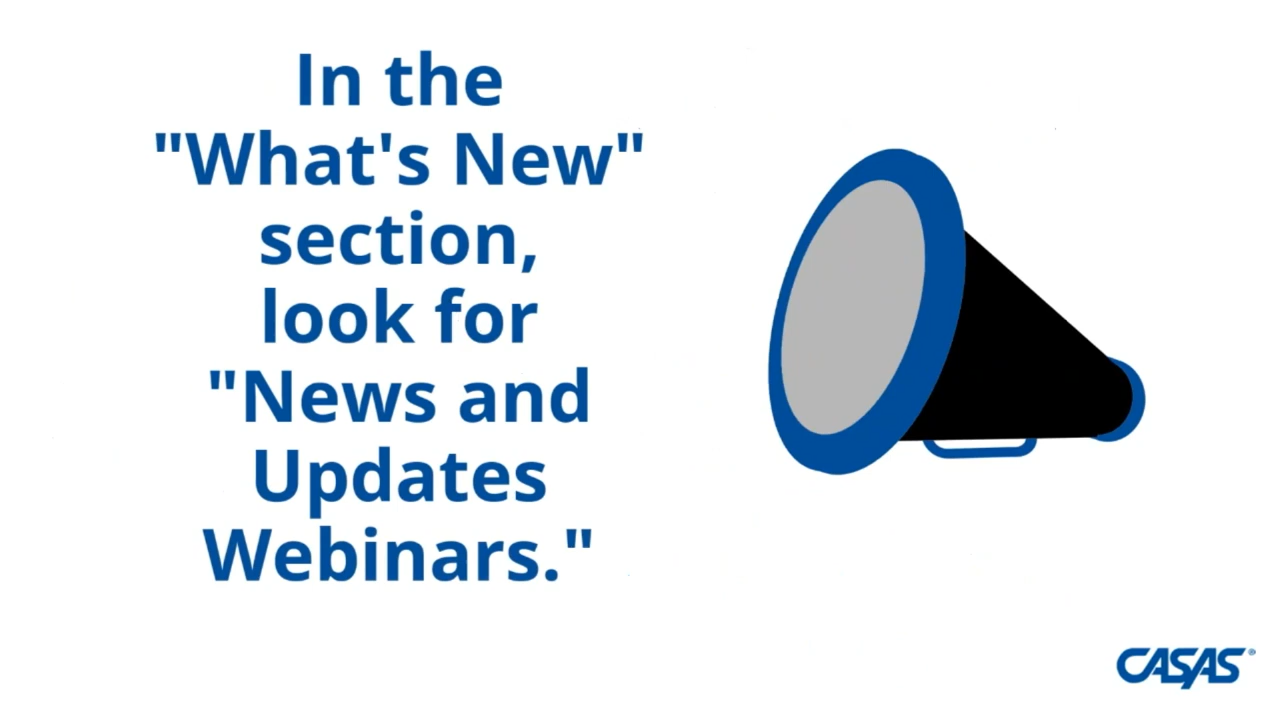 In the
"What's New"
section,
look for
"News and
Updates
Webinars."
CASAS®